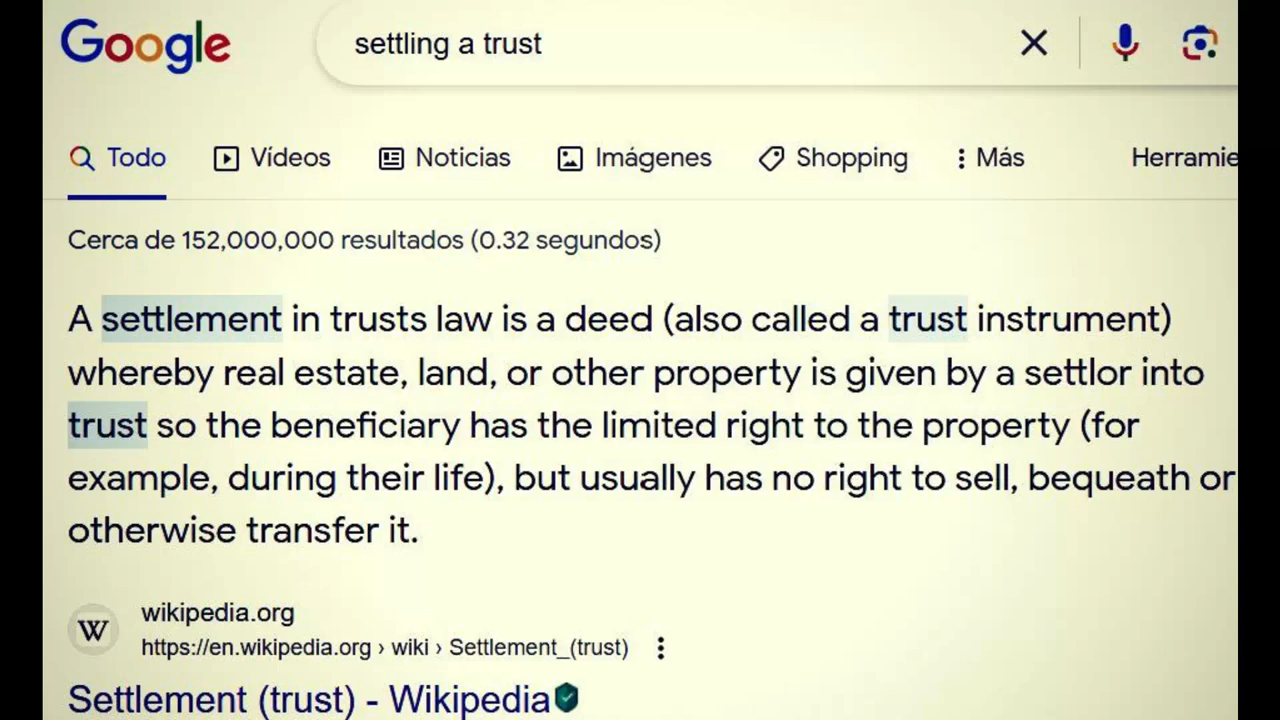 Google
settling a trust
Todo Vídeos Noticias Imágenes Shopping Más Herramie
Cerca de 152,000,000 resultados (0.32 segundos)
A settlement in trusts law is a deed (also called a trust instrument)
whereby real estate, land, or other property is given by a settlor into
trust so the beneficiary has the limited right to the property (for
example, during their life), but usually has no right to sell, bequeath or
otherwise transfer it.
W
wikipedia.org
https://en.wikipedia.org › wiki › Settlement_(trust)
Settlement (trust) - Wikipedia